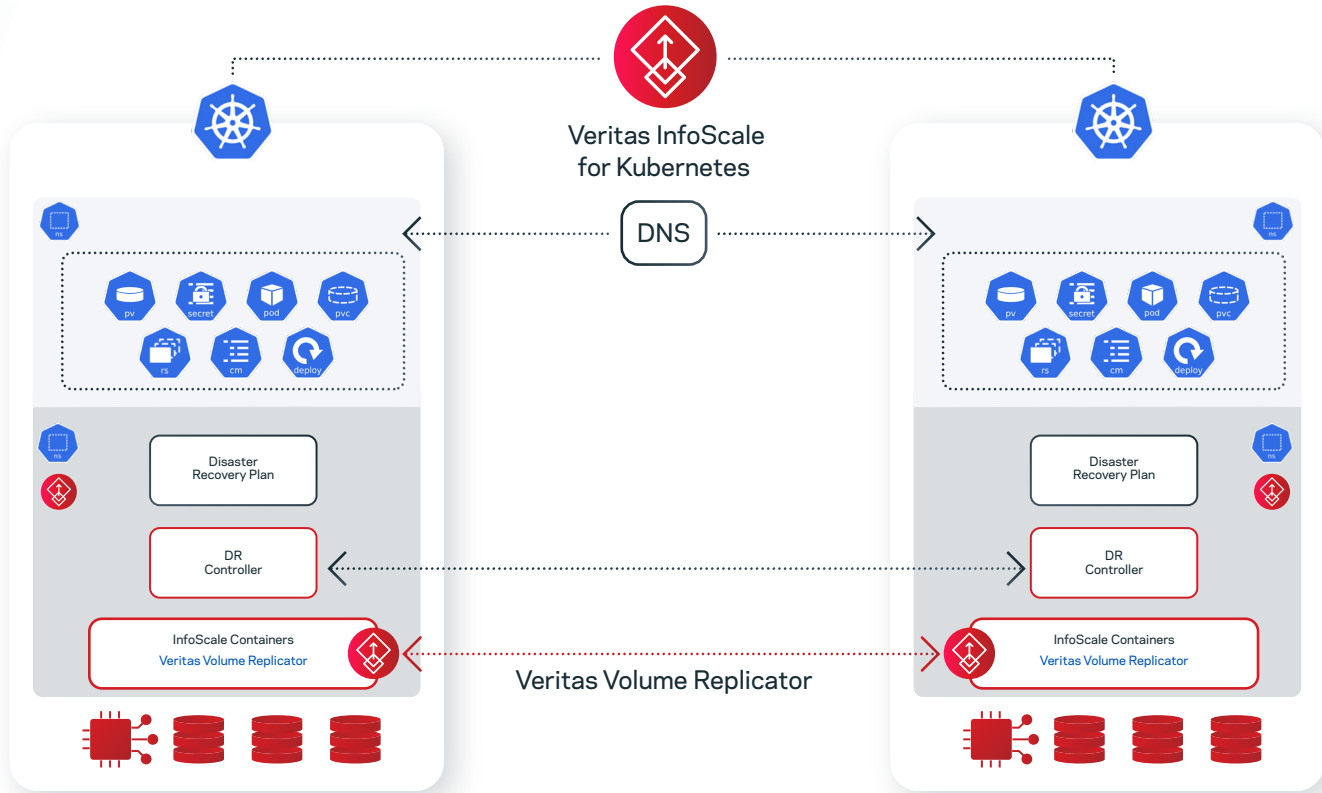 Veritas InfoScale
for Kubernetes
DNS
ns
pv
secret
pod
pvc
rs
cm
deploy
ns
Disaster
Recovery Plan
DR
Controller
InfoScale Containers
Veritas Volume Replicator
Veritas Volume Replicator
ns
pv
secret
pod
pvc
rs
cm
deploy
ns
Disaster
Recovery Plan
DR
Controller
InfoScale Containers
Veritas Volume Replicator